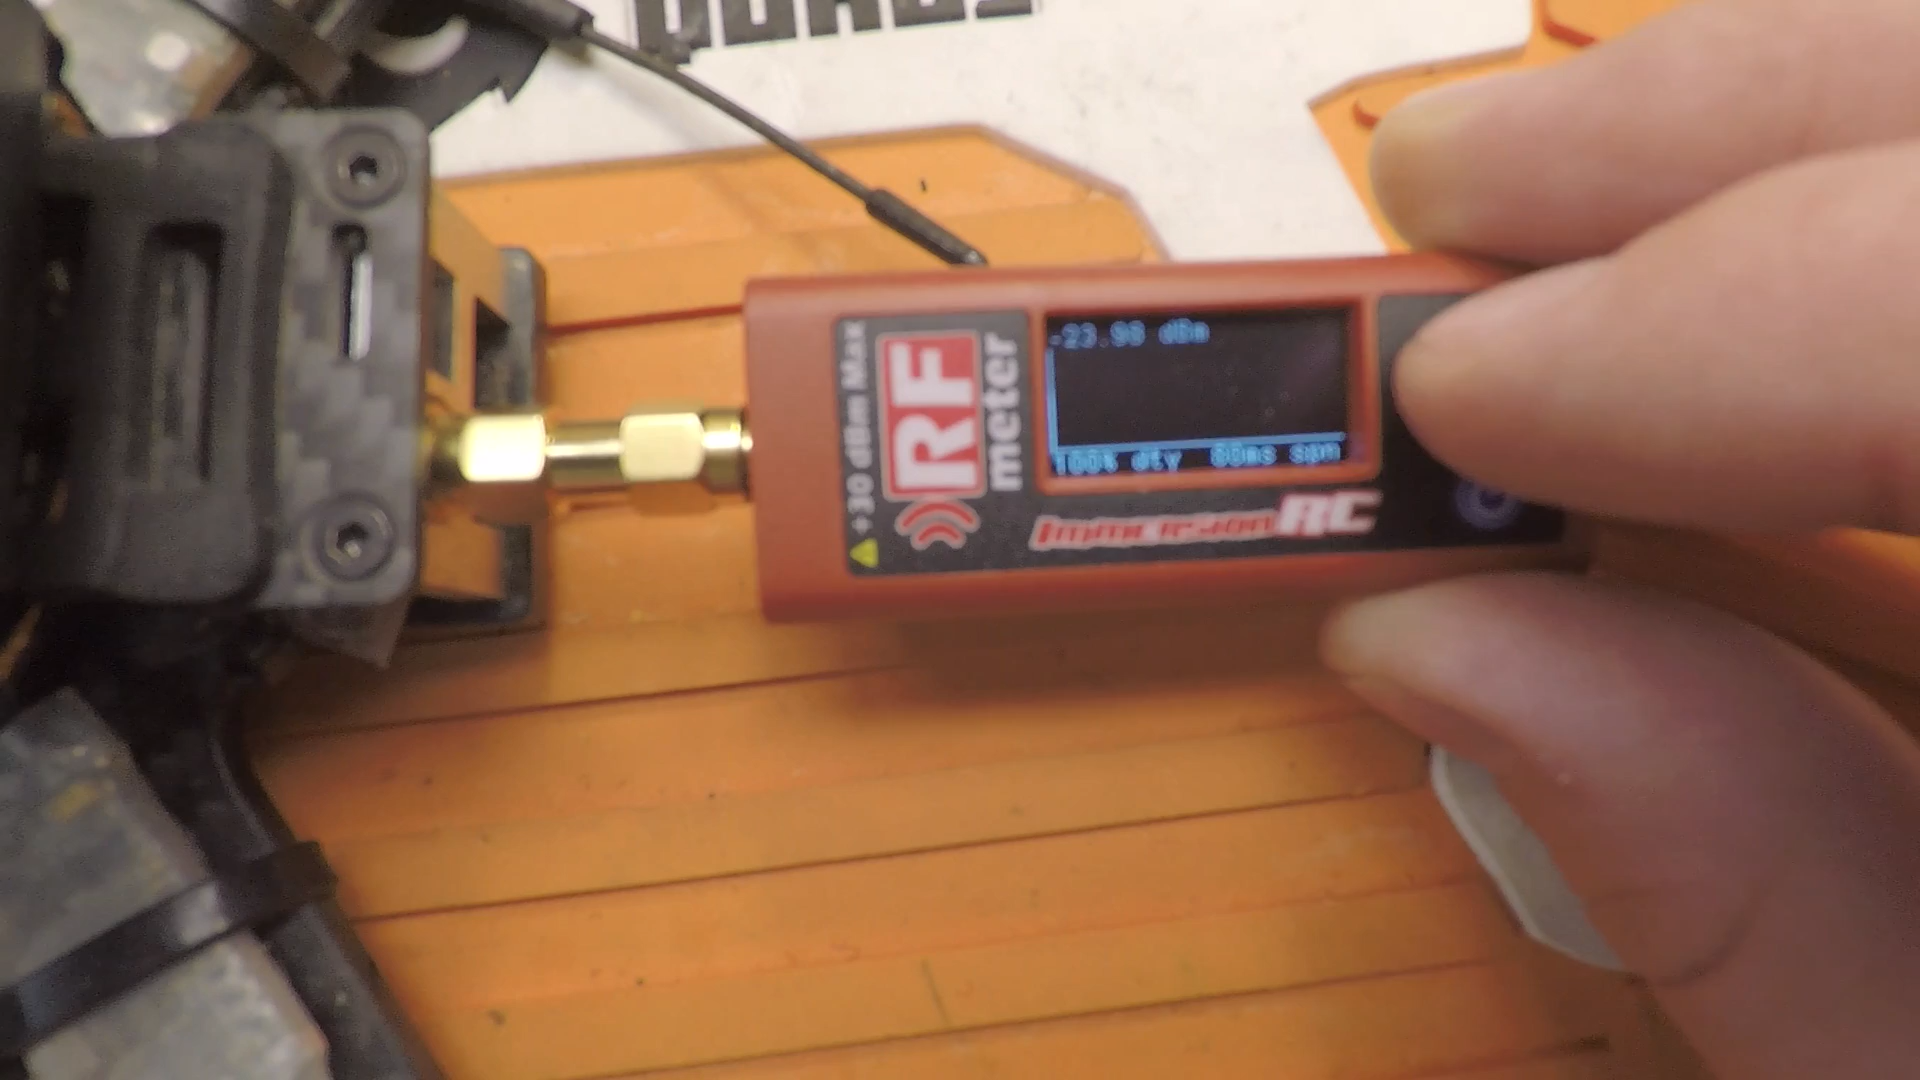 +30 dBm Max
RF
meter
-23.98 dBm
100% dty 80ms spn
ImmersionRC